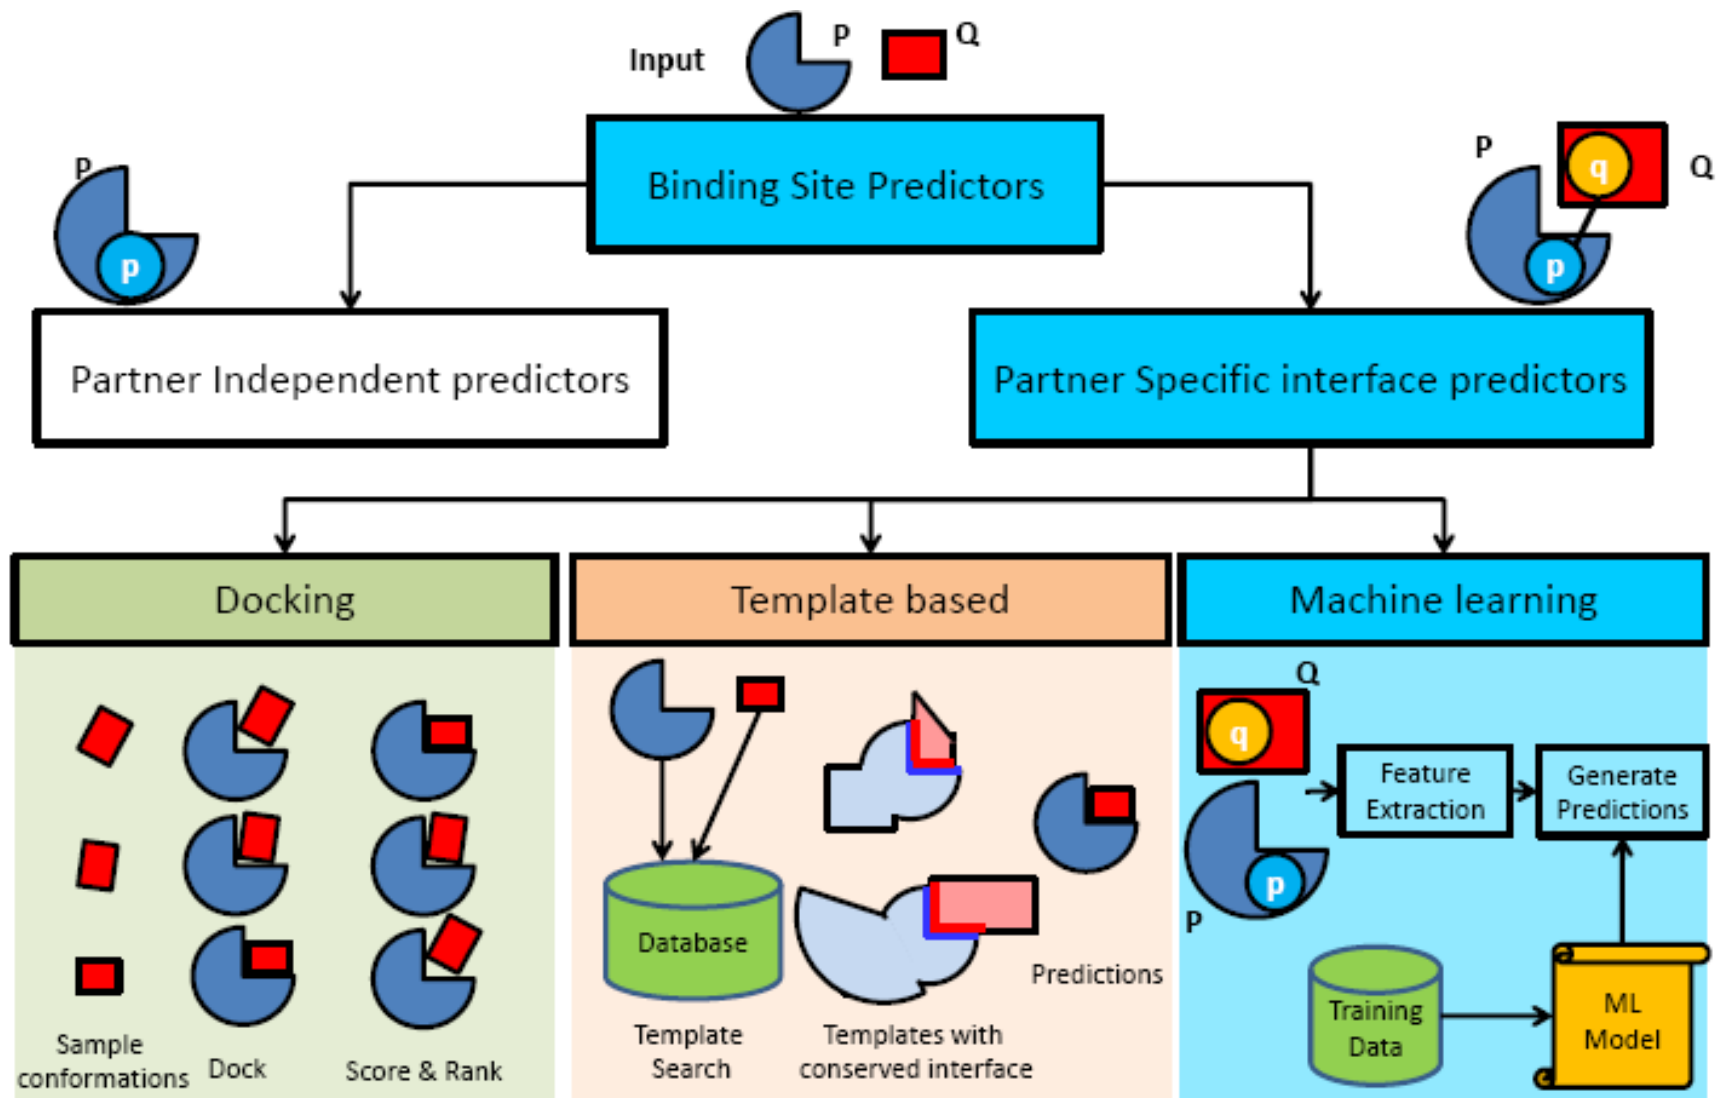 Input
P
Q
Binding Site Predictors
P
p
P
q
Q
p
Partner Independent predictors
Partner Specific interface predictors
Docking
Sample
conformations
Dock
Score & Rank
Template based
Database
Template
Search
Templates with
conserved interface
Predictions
Machine learning
Q
q
p
P
Feature
Extraction
Generate
Predictions
Training
Data
ML
Model